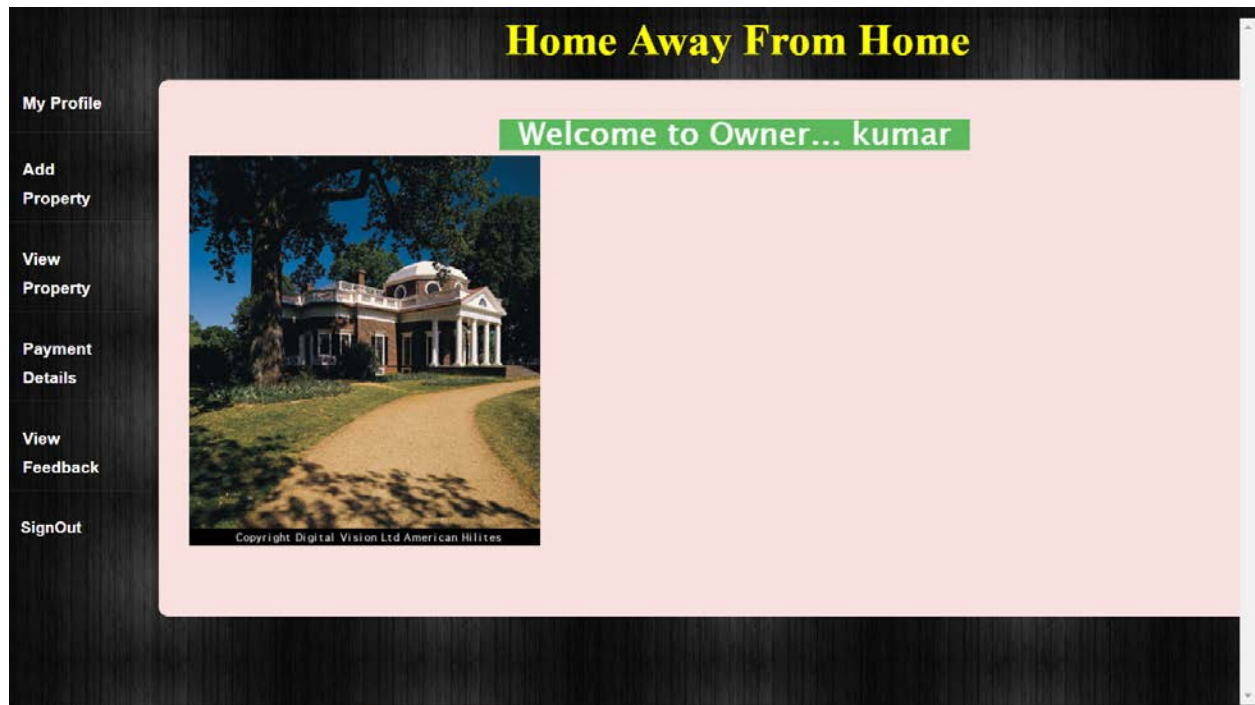 Home Away From Home
My Profile
Welcome to Owner... kumar
Add
Property
View
Property
Payment
Details
View
Feedback
SignOut
Copyright Digital Vision Ltd American Hilites